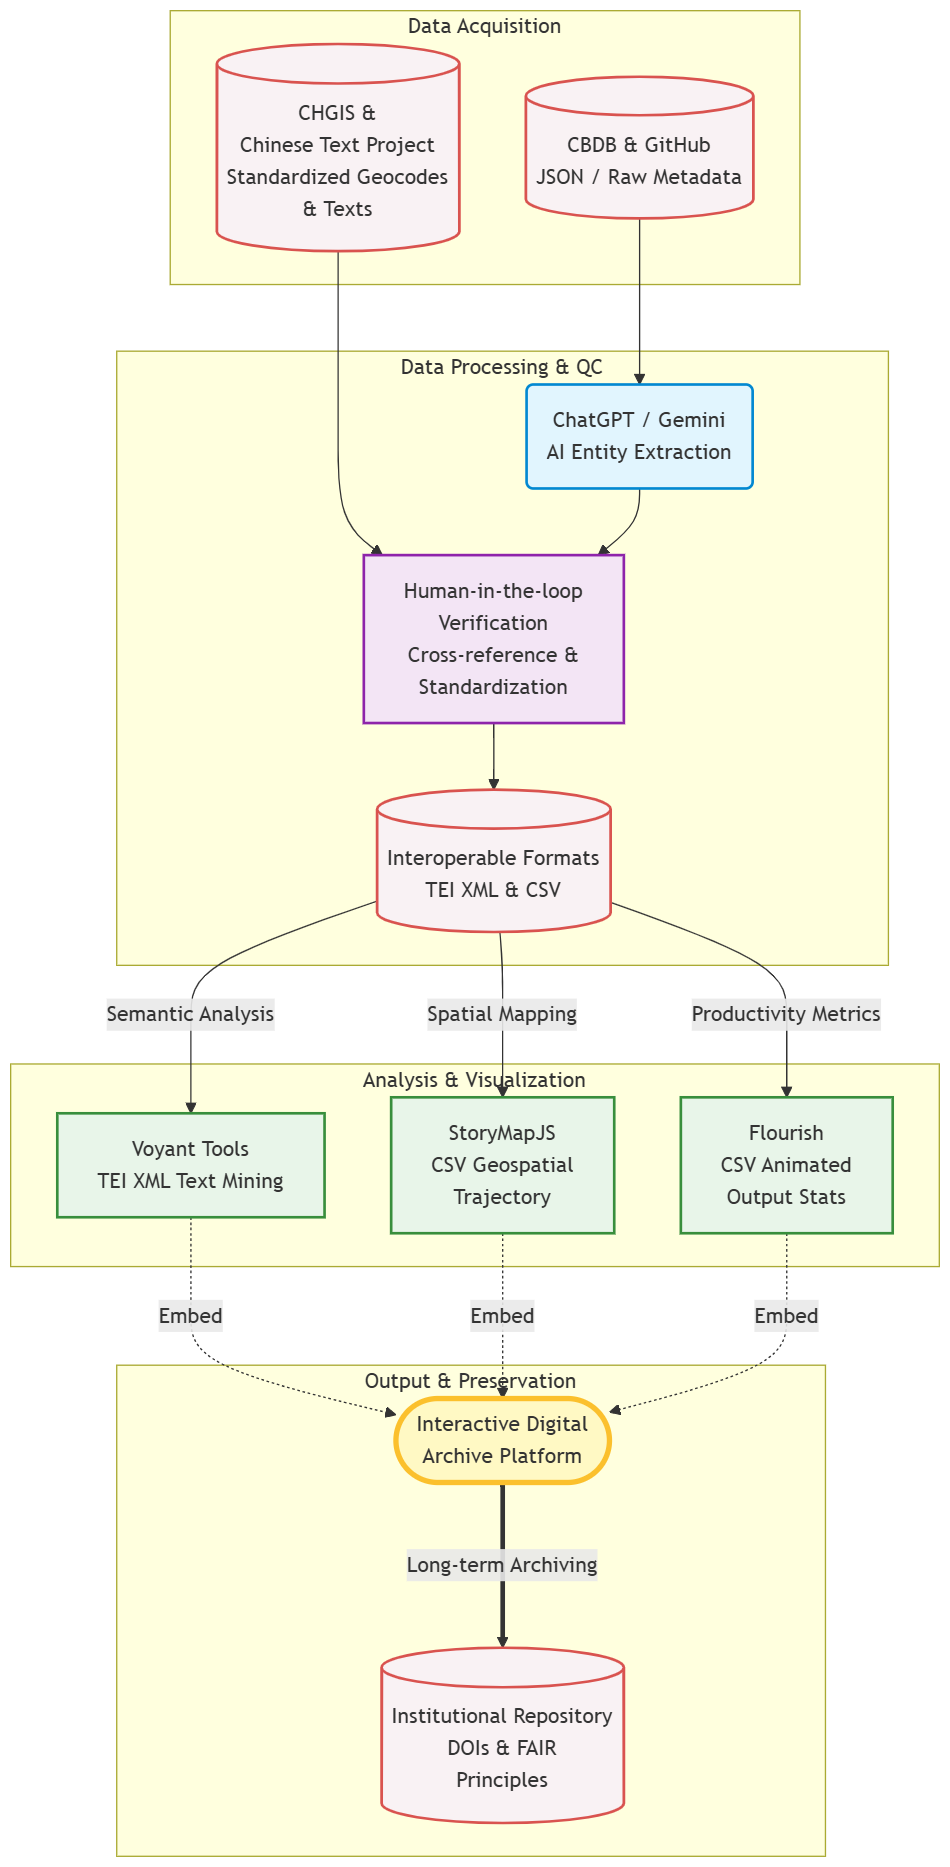 Data Acquisition
CHGIS &
Chinese Text Project
Standardized Geocodes
& Texts
CBDB & GitHub
JSON / Raw Metadata
Data Processing & QC
ChatGPT / Gemini
AI Entity Extraction
Human-in-the-loop
Verification
Cross-reference &
Standardization
Interoperable Formats
TEI XML & CSV
Semantic Analysis
Spatial Mapping
Productivity Metrics
Analysis & Visualization
Voyant Tools
TEI XML Text Mining
StoryMapJS
CSV Geospatial
Trajectory
Flourish
CSV Animated
Output Stats
Embed
Embed
Embed
Output & Preservation
Interactive Digital
Archive Platform
Long-term Archiving
Institutional Repository
DOIs & FAIR
Principles